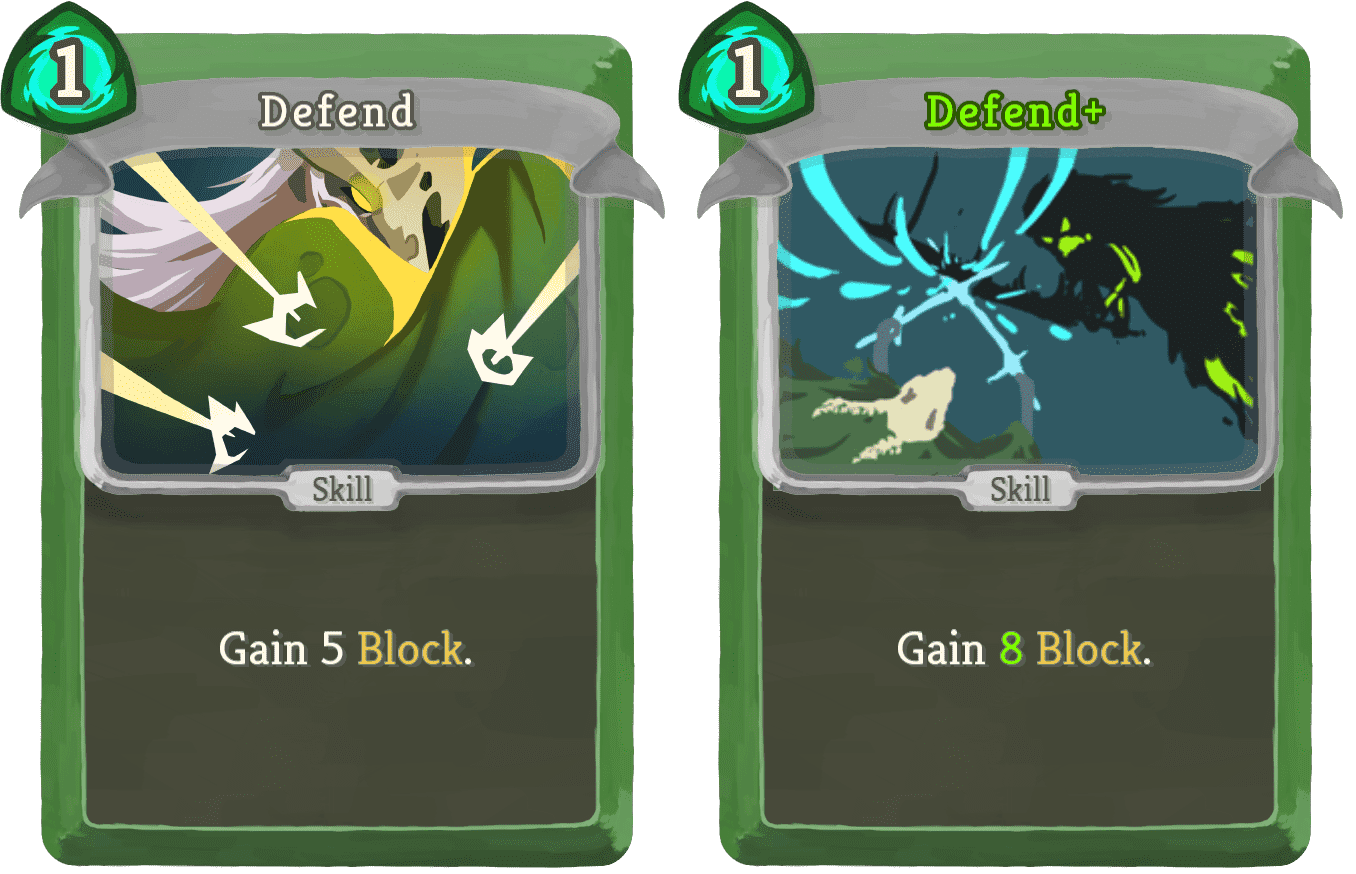 1
Defend
Skill
Gain 5 Block.
1
Defend+
Skill
Gain 8 Block.